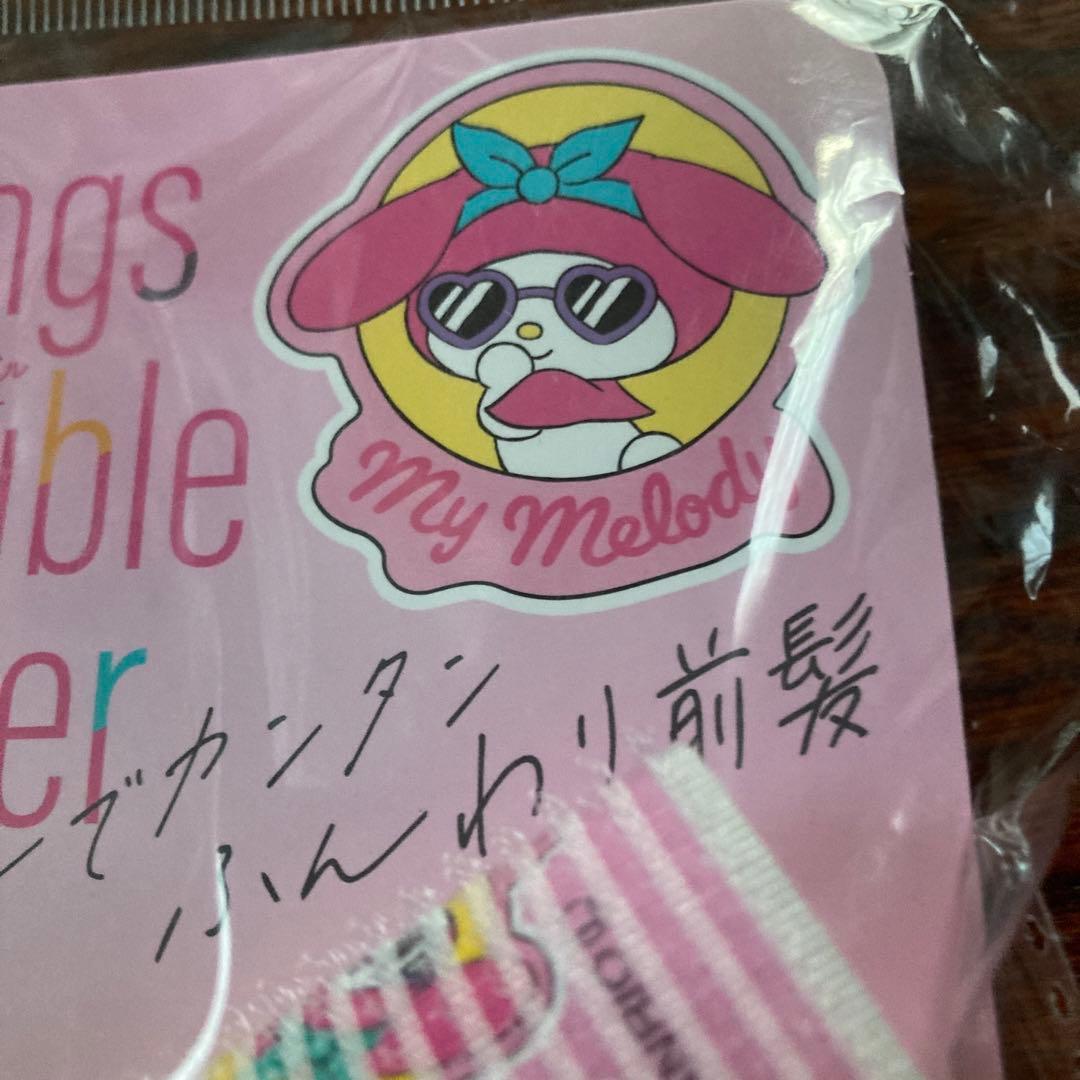 ngs
ible
er
My Melody
でカンタン
ふんわり前髪